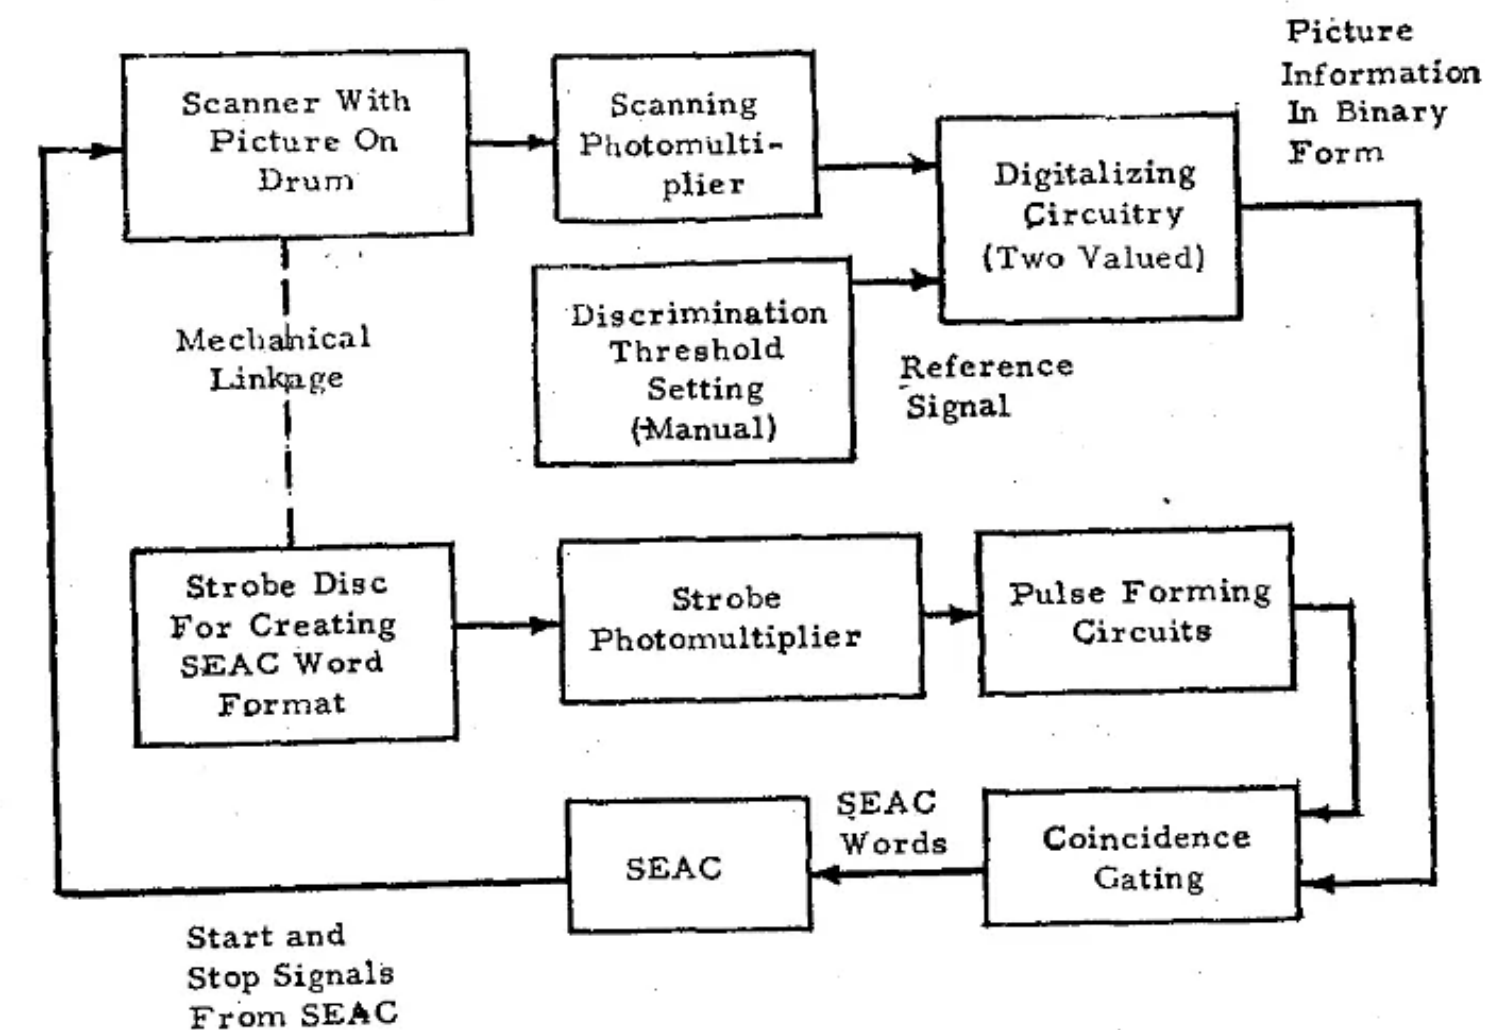 Scanner With
Picture On
Drum
Scanning
Photomulti-
plier
Digitalizing
Circuitry
(Two Valued)
Picture
Information
In Binary
Form
Mechanical
Linkage
Discrimination
Threshold
Setting
(Manual)
Reference
Signal
Strobe Disc
For Creating
SEAC Word
Format
Strobe
Photomultiplier
Pulse Forming
Circuits
SEAC
SEAC
Words
Coincidence
Gating
Start and
Stop Signals
From SEAC